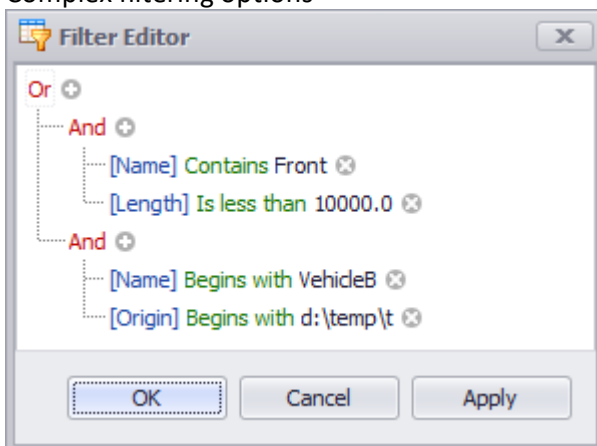 Complex filtering options
Filter Editor
Or
And
[Name] Contains Front
[Length] Is less than 10000.0
And
[Name] Begins with VehicleB
[Origin] Begins with d:\temp\t
OK Cancel Apply